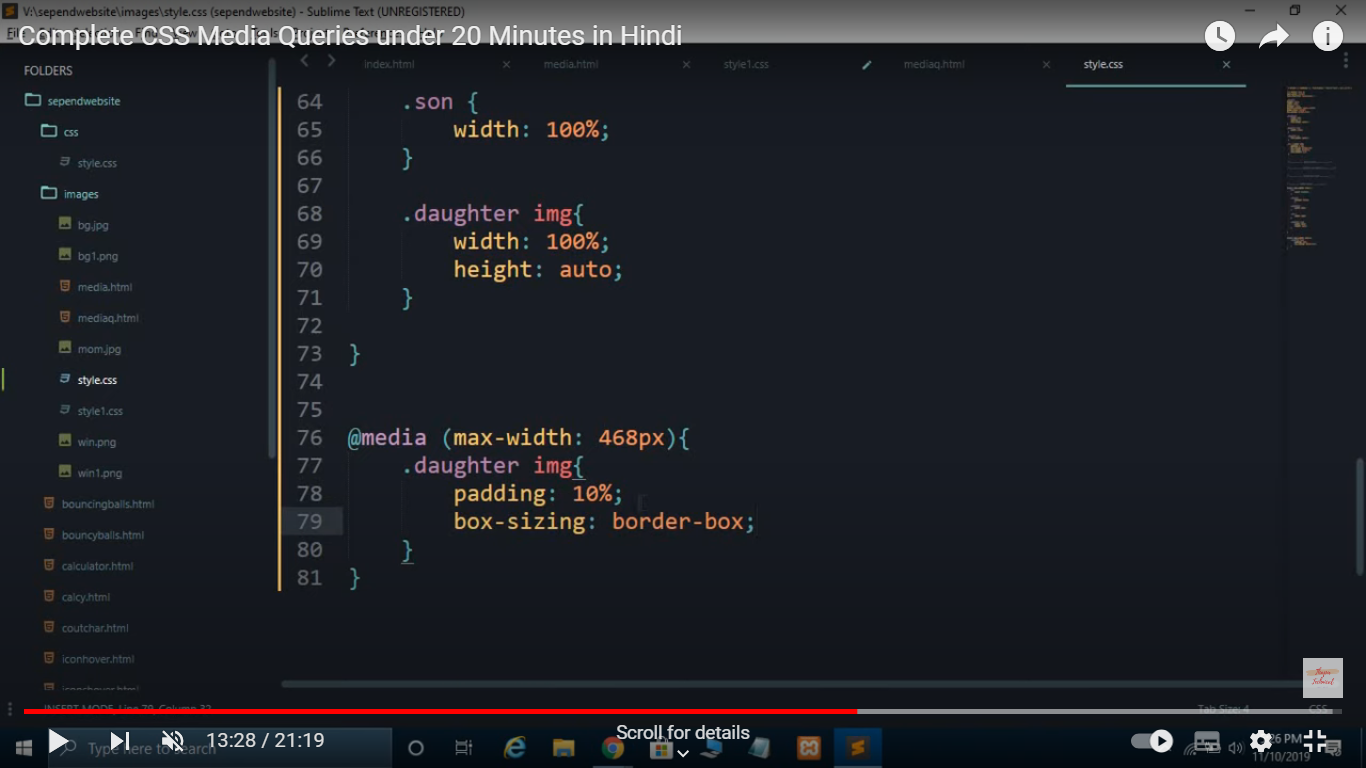 V:\sependwebsite\images\style.css (sependwebsite) - Sublime Text (UNREGISTERED)
Complete CSS Media Queries under 20 Minutes in Hindi
FOLDERS
sependwebsite
css
style.css
images
bg.jpg
bg1.png
media.html
mediaq.html
mom.jpg
style.css
style1.css
win.png
win1.png
bouncingballs.html
bouncyballs.html
calculator.html
calcy.html
coutchar.html
iconhover.html
index.html media.html style1.css mediaq.html style.css
64 .son {
65 width: 100%;
66 }
67
68 .daughter img{
69 width: 100%;
70 height: auto;
71 }
72
73 }
74
75
76 @media (max-width: 468px){
77 .daughter img{
78 padding: 10%;
79 box-sizing: border-box;
80 }
81 }
INSERT MODE, Line 79, Column 32
Tab Size: 4 CSS
Type here to search
13:28 / 21:19
Scroll for details
26 PM
11/10/2019